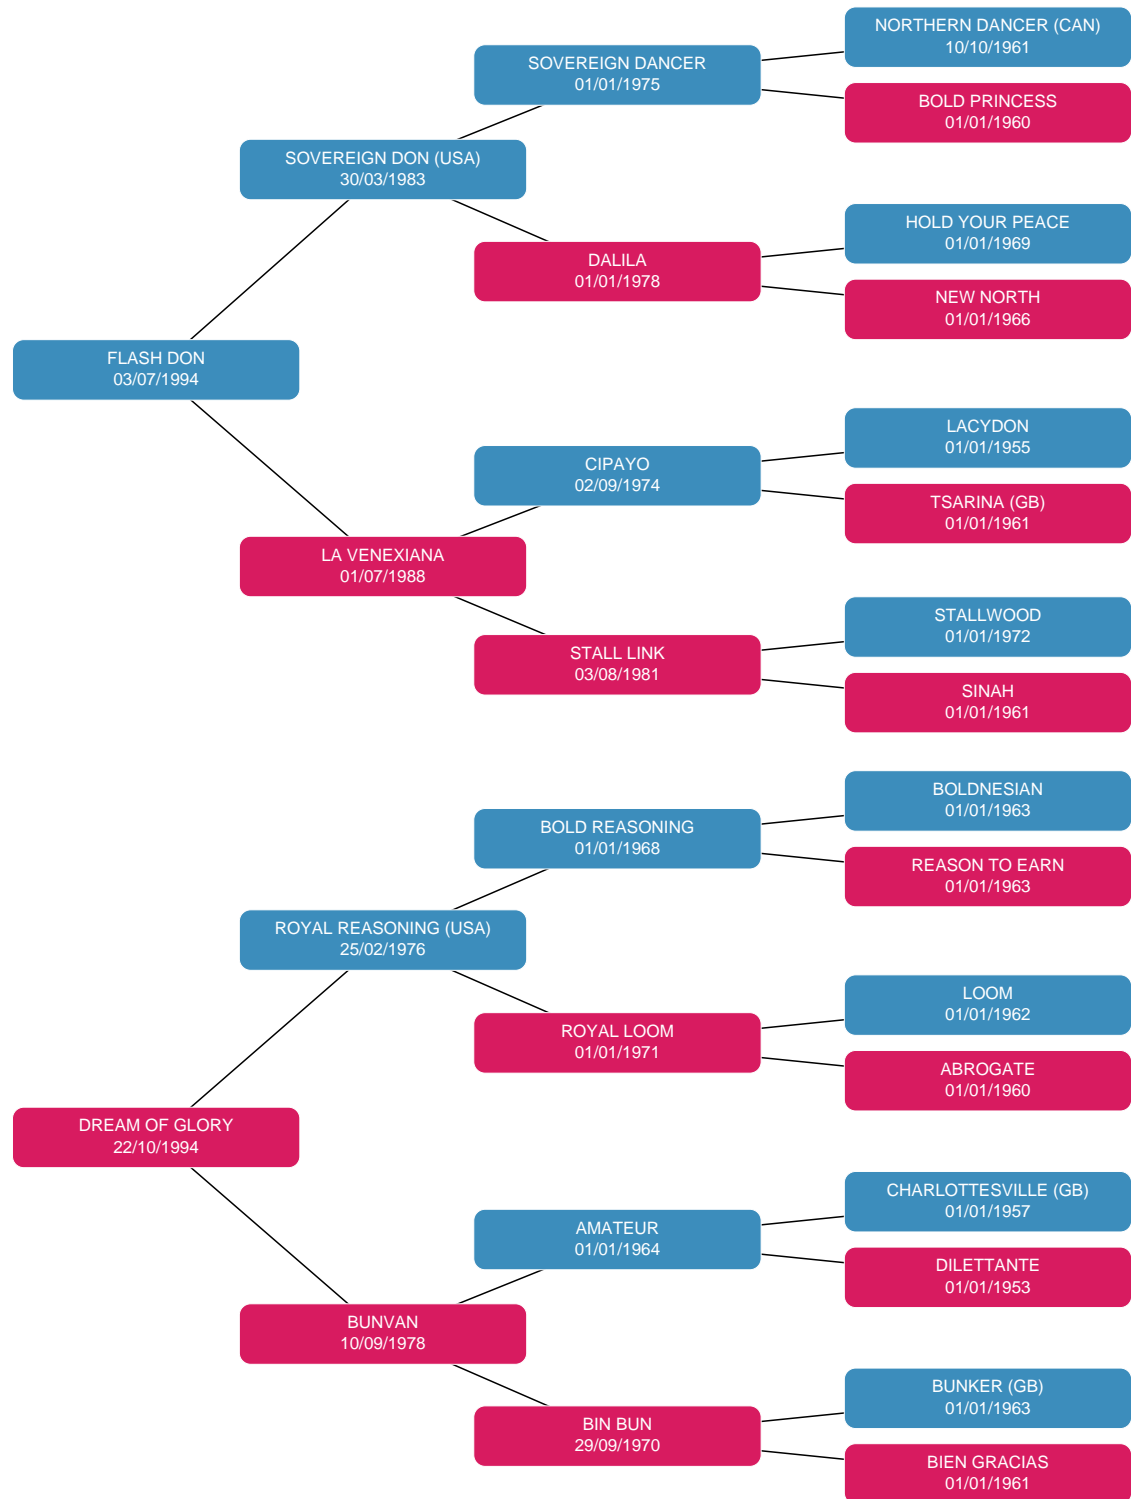 NORTHERN DANCER (CAN)
10/10/1961
SOVEREIGN DANCER
01/01/1975
BOLD PRINCESS
01/01/1960
SOVEREIGN DON (USA)
30/03/1983
HOLD YOUR PEACE
01/01/1969
DALILA
01/01/1978
NEW NORTH
01/01/1966
FLASH DON
03/07/1994
LACYDON
01/01/1955
CIPAYO
02/09/1974
TSARINA (GB)
01/01/1961
LA VENEXIANA
01/07/1988
STALLWOOD
01/01/1972
STALL LINK
03/08/1981
SINAH
01/01/1961
BOLDNESIAN
01/01/1963
BOLD REASONING
01/01/1968
REASON TO EARN
01/01/1963
ROYAL REASONING (USA)
25/02/1976
LOOM
01/01/1962
ROYAL LOOM
01/01/1971
ABROGATE
01/01/1960
DREAM OF GLORY
22/10/1994
CHARLOTTESVILLE (GB)
01/01/1957
AMATEUR
01/01/1964
DILETTANTE
01/01/1953
BUNVAN
10/09/1978
BUNKER (GB)
01/01/1963
BIN BUN
29/09/1970
BIEN GRACIAS
01/01/1961